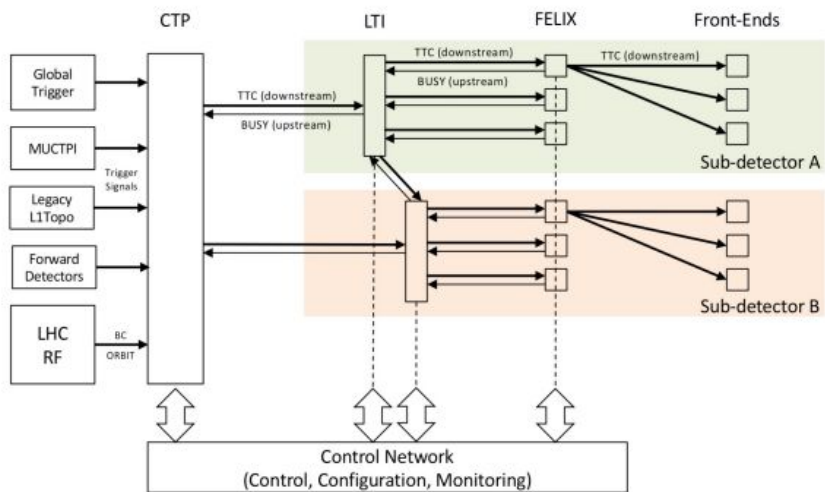 CTP
LTI
FELIX
Front-Ends
Global
Trigger
MUCTPI
Trigger
Signals
Legacy
L1Topo
Forward
Detectors
LHC
RF
BC
ORBIT
TTC (downstream)
BUSY (upstream)
TTC (downstream)
BUSY (upstream)
TTC (downstream)
Sub-detector A
Sub-detector B
Control Network
(Control, Configuration, Monitoring)